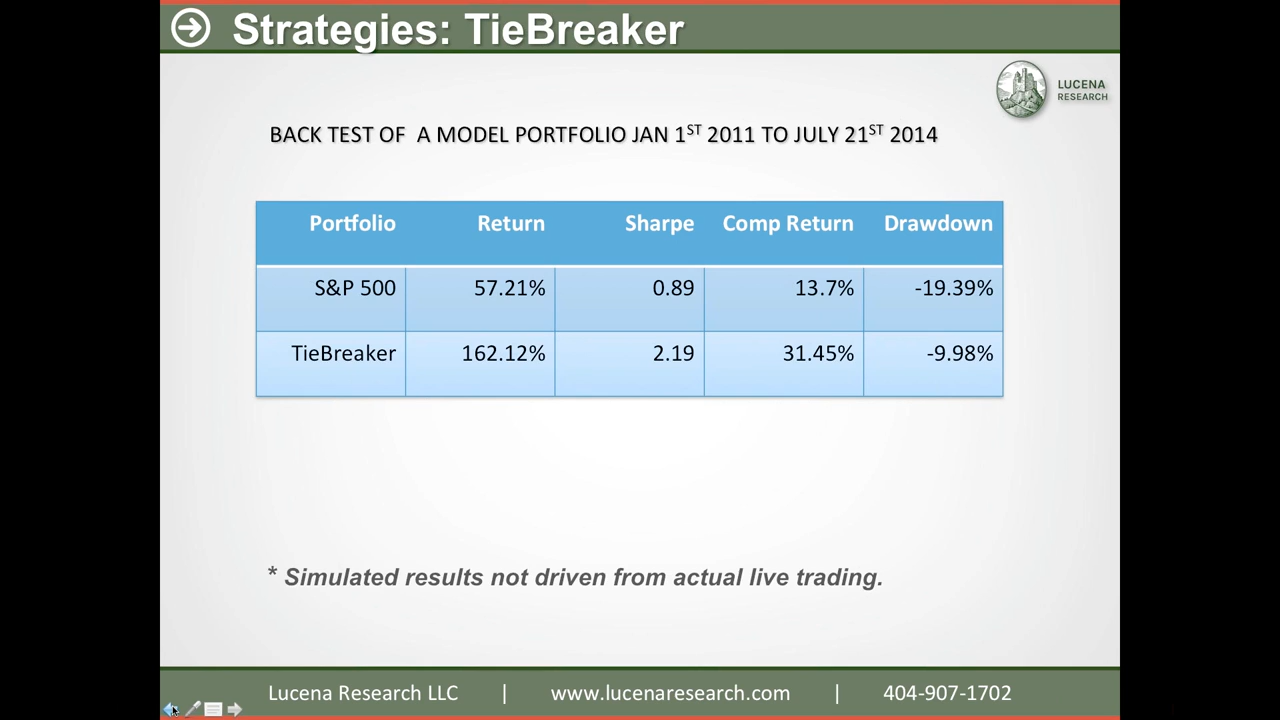 Strategies: TieBreaker
LUCENA
RESEARCH
BACK TEST OF A MODEL PORTFOLIO JAN 1ST 2011 TO JULY 21ST 2014
Portfolio Return Sharpe Comp Return Drawdown
S&P 500 57.21% 0.89 13.7% -19.39%
TieBreaker 162.12% 2.19 31.45% -9.98%
* Simulated results not driven from actual live trading.
Lucena Research LLC | www.lucenaresearch.com | 404-907-1702